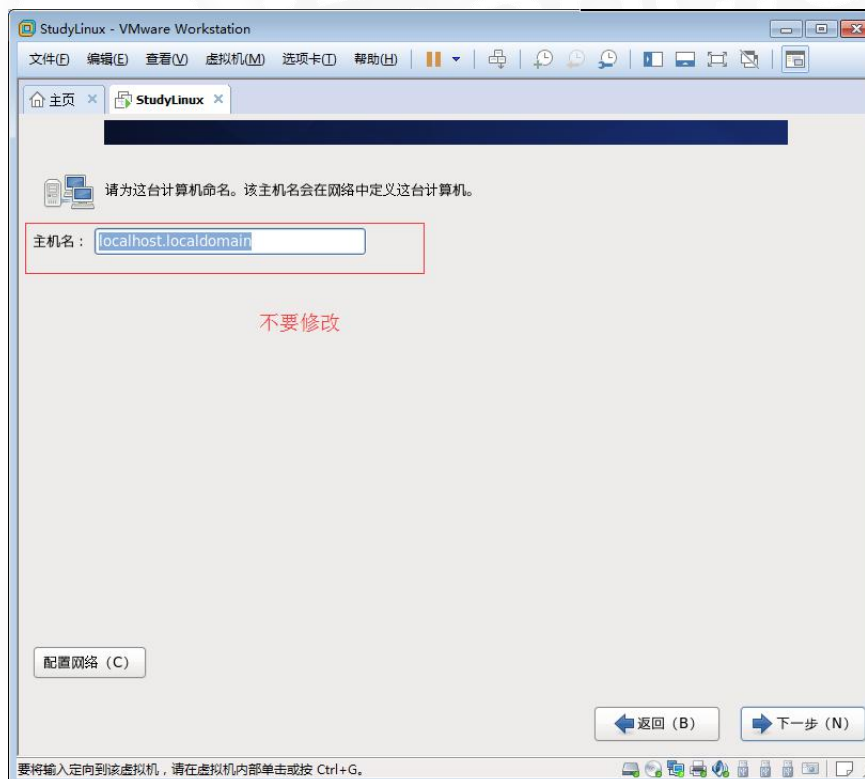 StudyLinux - VMware Workstation
文件(F) 编辑(E) 查看(V) 虚拟机(M) 选项卡(T) 帮助(H)
主页 StudyLinux
请为这台计算机命名。该主机名会在网络中定义这台计算机。
主机名： localhost.localdomain
不要修改
配置网络 (C)
返回 (B) 下一步 (N)
要将输入定向到该虚拟机，请在虚拟机内部单击或按 Ctrl+G。